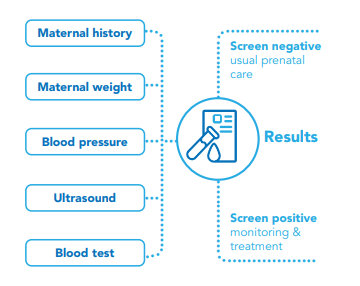 Maternal history
Maternal weight
Blood pressure
Ultrasound
Blood test
Screen negative
usual prenatal
care
Results
Screen positive
monitoring &
treatment